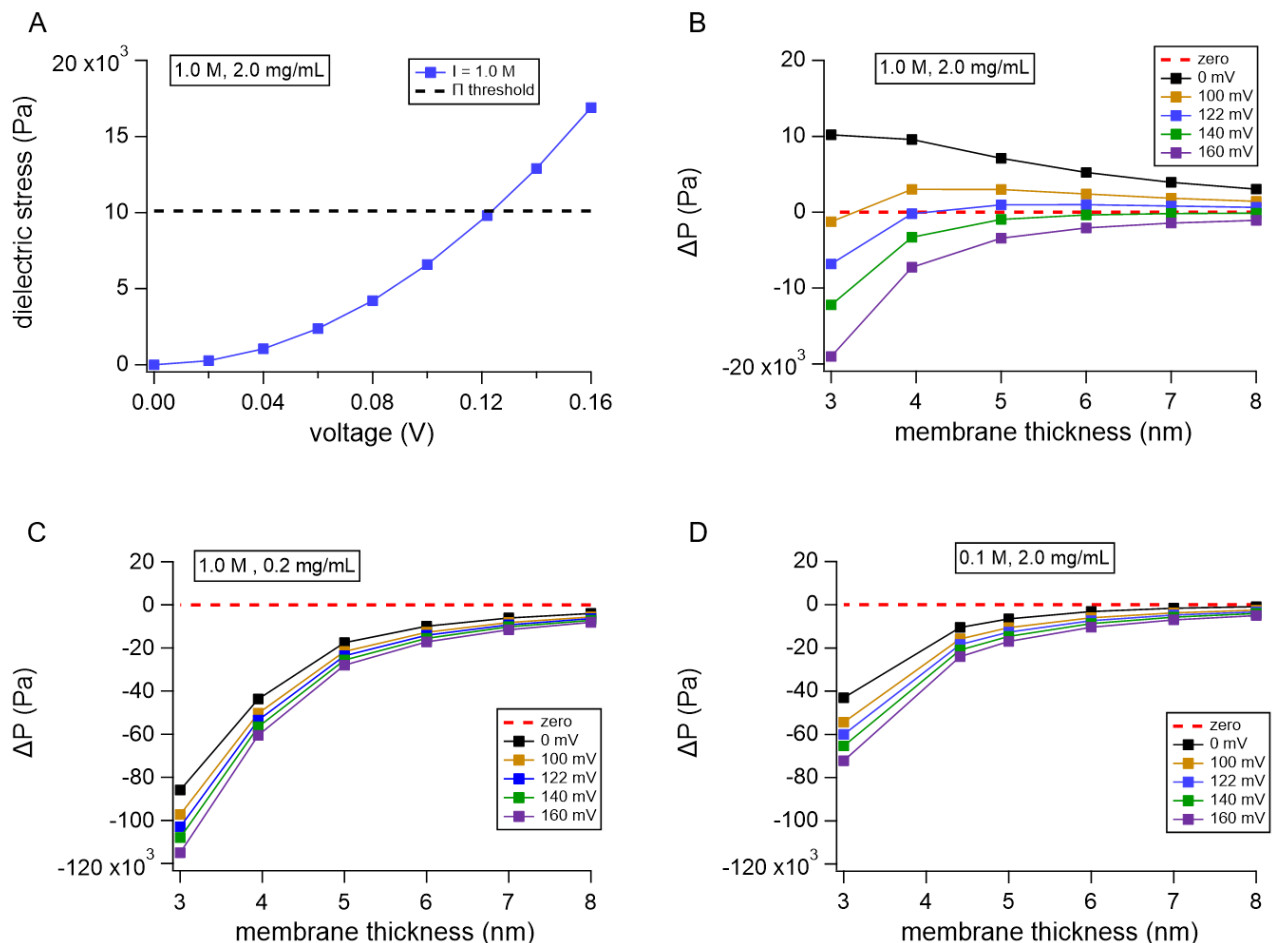 A
20 x10³
15
10
5
0
dielectric stress (Pa)
1.0 M, 2.0 mg/mL
I = 1.0 M
Π threshold
0.00
0.04
0.08
0.12
0.16
voltage (V)
B
20
10
0
-10
-20 x10³
ΔP (Pa)
1.0 M, 2.0 mg/mL
zero
0 mV
100 mV
122 mV
140 mV
160 mV
3
4
5
6
7
8
membrane thickness (nm)
C
20
0
-20
-40
-60
-80
-100
-120 x10³
ΔP (Pa)
1.0 M , 0.2 mg/mL
zero
0 mV
100 mV
122 mV
140 mV
160 mV
3
4
5
6
7
8
membrane thickness (nm)
D
20
0
-20
-40
-60
-80
-100
-120 x10³
ΔP (Pa)
0.1 M, 2.0 mg/mL
zero
0 mV
100 mV
122 mV
140 mV
160 mV
3
4
5
6
7
8
membrane thickness (nm)